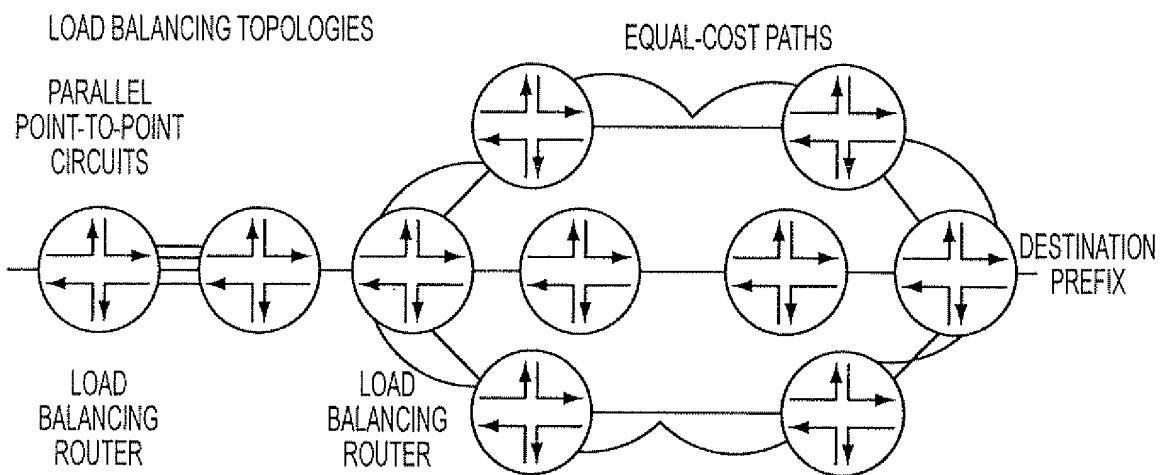 LOAD BALANCING TOPOLOGIES
EQUAL-COST PATHS
PARALLEL
POINT-TO-POINT
CIRCUITS
DESTINATION
PREFIX
LOAD
BALANCING
ROUTER
LOAD
BALANCING
ROUTER